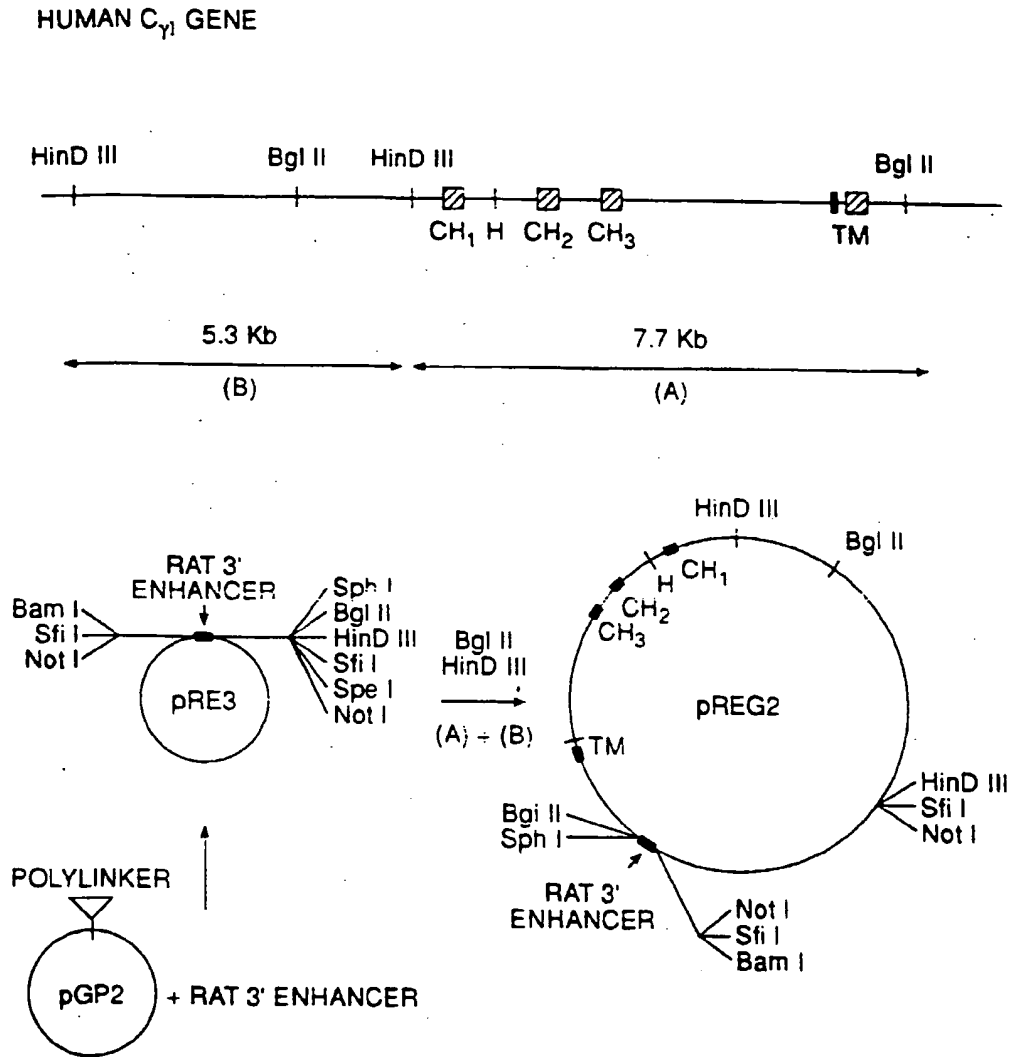 HUMAN Cγ1 GENE
HinD III
Bgl II
HinD III
Bgl II
CH1 H CH2 CH3
TM
5.3 Kb
7.7 Kb
(B)
(A)
RAT 3'
ENHANCER
Bam I
Sfi I
Not I
Sph I
Bgl II
HinD III
Sfi I
Spe I
Not I
pRE3
Bgl II
HinD III
(A) + (B)
HinD III
Bgl II
H CH1
CH2
CH3
pREG2
TM
Bgl II
Sph I
RAT 3'
ENHANCER
HinD III
Sfi I
Not I
Not I
Sfi I
Bam I
POLYLINKER
pGP2
+ RAT 3' ENHANCER